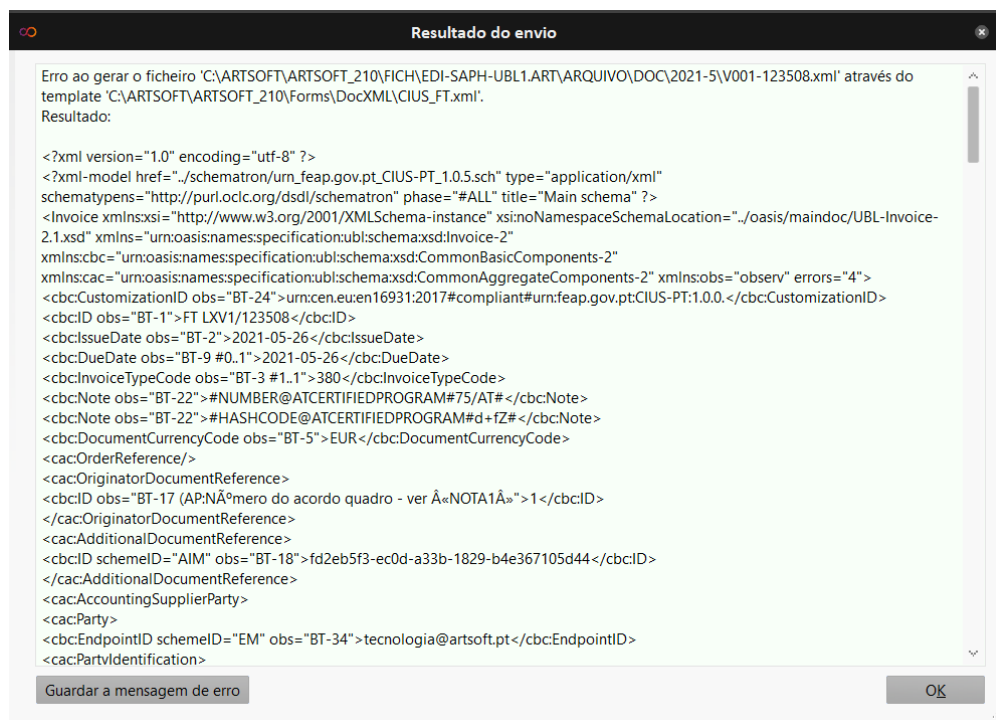 Resultado do envio
Erro ao gerar o ficheiro 'C:\ARTSOFT\ARTSOFT_210\FICH\EDI-SAPH-UBL1.ART\ARQUIVO\DOC\2021-5\V001-123508.xml' através do
template 'C:\ARTSOFT\ARTSOFT_210\Forms\DocXML\CIUS_FT.xml'.
Resultado:
<?xml version="1.0" encoding="utf-8" ?>
<?xml-model href="../schematron/urn_feap.gov.pt_CIUS-PT_1.0.5.sch" type="application/xml"
schematypens="http://purl.oclc.org/dsdl/schematron" phase="#ALL" title="Main schema" ?>
<Invoice xmlns:xsi="http://www.w3.org/2001/XMLSchema-instance" xsi:noNamespaceSchemaLocation="../oasis/maindoc/UBL-Invoice-
2.1.xsd" xmlns="urn:oasis:names:specification:ubl:schema:xsd:Invoice-2"
xmlns:cbc="urn:oasis:names:specification:ubl:schema:xsd:CommonBasicComponents-2"
xmlns:cac="urn:oasis:names:specification:ubl:schema:xsd:CommonAggregateComponents-2" xmlns:obs="observ" errors="4">
<cbc:CustomizationID obs="BT-24">urn:cen.eu:en16931:2017#compliant#urn:feap.gov.pt:CIUS-PT:1.0.0.</cbc:CustomizationID>
<cbc:ID obs="BT-1">FT LXV1/123508</cbc:ID>
<cbc:IssueDate obs="BT-2">2021-05-26</cbc:IssueDate>
<cbc:DueDate obs="BT-9 #0..1">2021-05-26</cbc:DueDate>
<cbc:InvoiceTypeCode obs="BT-3 #1..1">380</cbc:InvoiceTypeCode>
<cbc:Note obs="BT-22">#NUMBER@ATCERTIFIEDPROGRAM#75/AT#</cbc:Note>
<cbc:Note obs="BT-22">#HASHCODE@ATCERTIFIEDPROGRAM#d+fZ#</cbc:Note>
<cbc:DocumentCurrencyCode obs="BT-5">EUR</cbc:DocumentCurrencyCode>
<cac:OrderReference/>
<cac:OriginatorDocumentReference>
<cbc:ID obs="BT-17 (AP:NÃºmero do acordo quadro - ver Â«NOTA1Â»">1</cbc:ID>
</cac:OriginatorDocumentReference>
<cac:AdditionalDocumentReference>
<cbc:ID schemeID="AIM" obs="BT-18">fd2eb5f3-ec0d-a33b-1829-b4e367105d44</cbc:ID>
</cac:AdditionalDocumentReference>
<cac:AccountingSupplierParty>
<cac:Party>
<cbc:EndpointID schemeID="EM" obs="BT-34">tecnologia@artsoft.pt</cbc:EndpointID>
<cac:PartyIdentification>
Guardar a mensagem de erro
OK